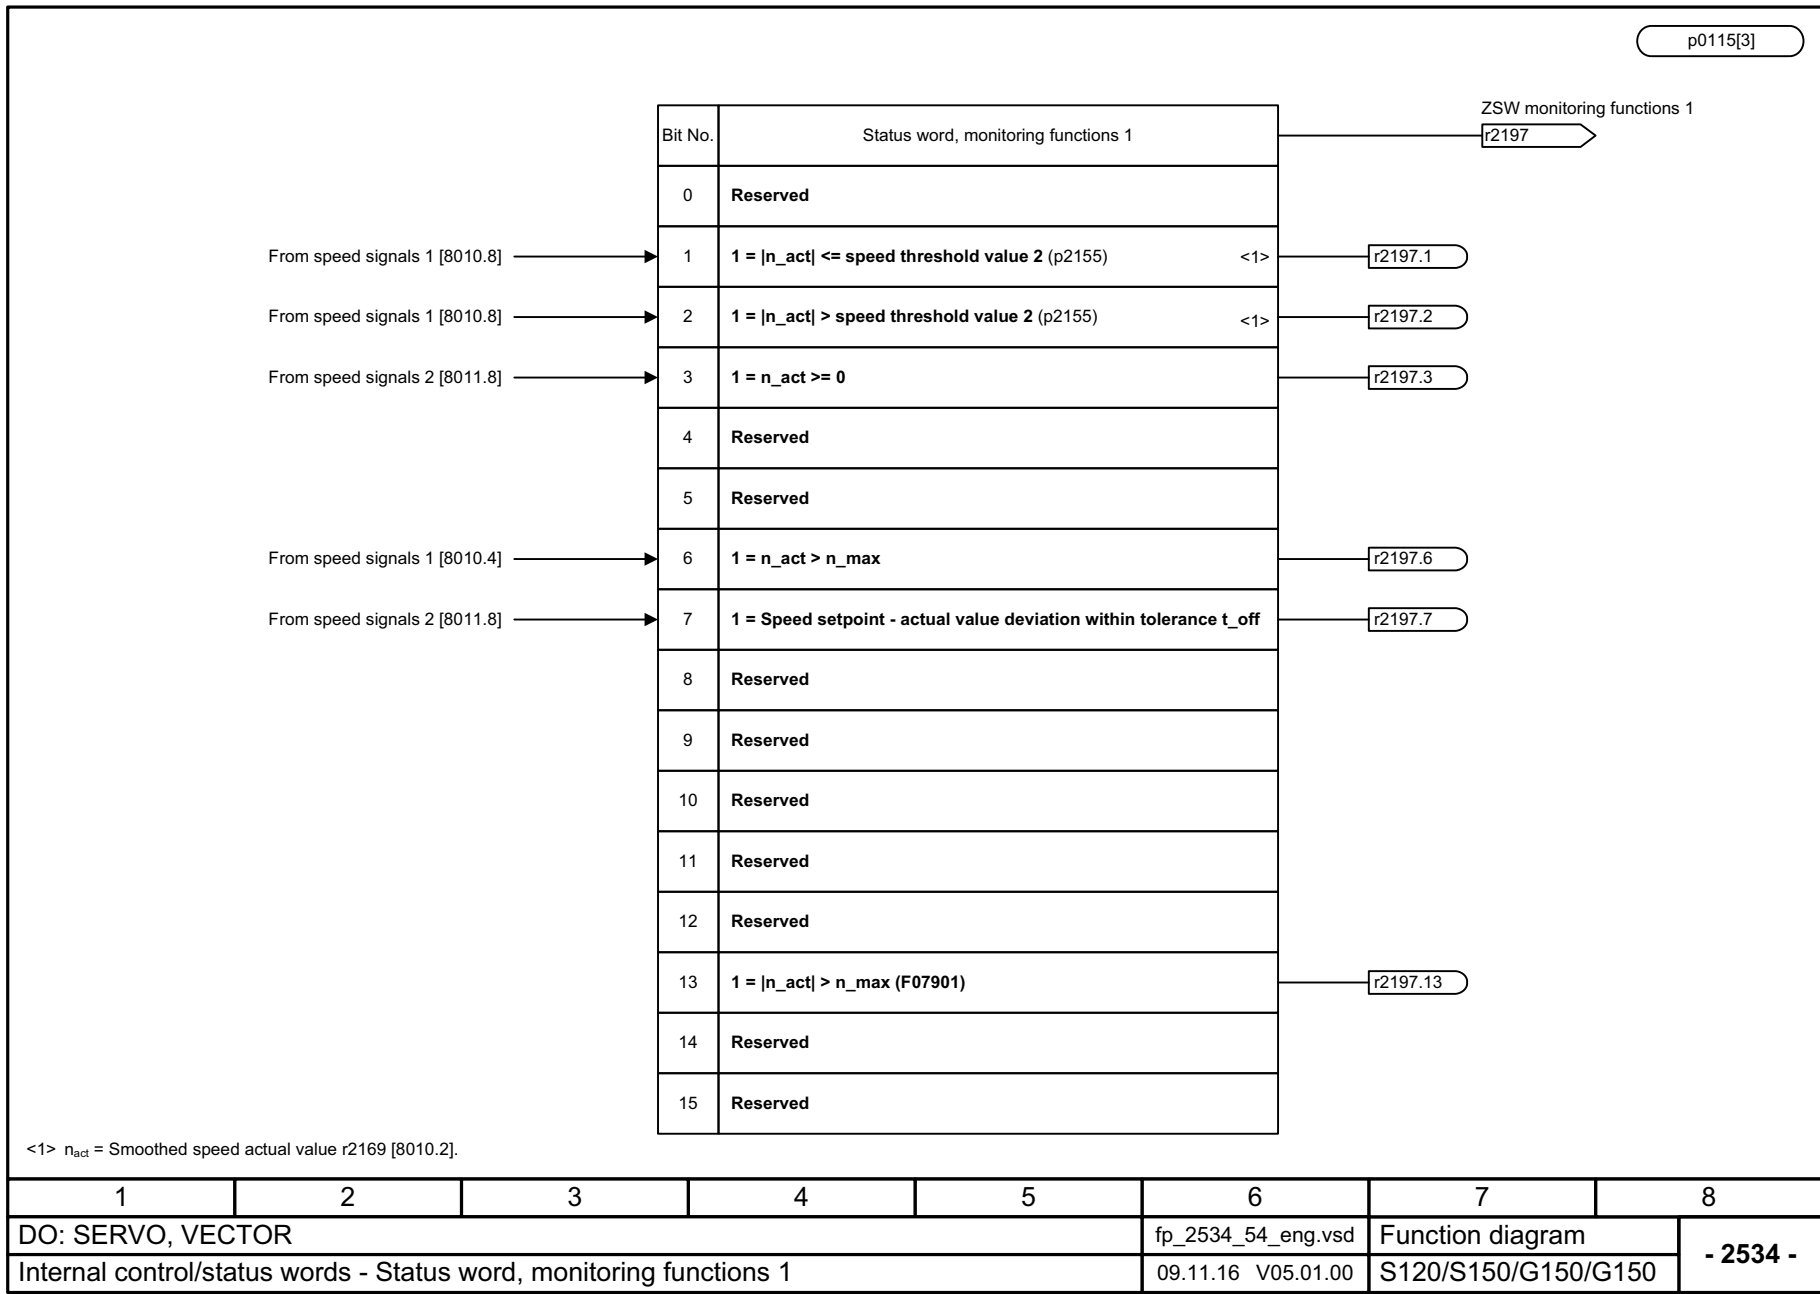 p0115[3]
ZSW monitoring functions 1
Bit No. Status word, monitoring functions 1 r2197
0 Reserved
From speed signals 1 [8010.8] 1 1 = |n_act| <= speed threshold value 2 (p2155) <1> r2197.1
From speed signals 1 [8010.8] 2 1 = |n_act| > speed threshold value 2 (p2155) <1> r2197.2
From speed signals 2 [8011.8] 3 1 = n_act >= 0 r2197.3
4 Reserved
5 Reserved
From speed signals 1 [8010.4] 6 1 = n_act > n_max r2197.6
From speed signals 2 [8011.8] 7 1 = Speed setpoint - actual value deviation within tolerance t_off r2197.7
8 Reserved
9 Reserved
10 Reserved
11 Reserved
12 Reserved
13 1 = |n_act| > n_max (F07901) r2197.13
14 Reserved
15 Reserved
<1> nact = Smoothed speed actual value r2169 [8010.2].
1 2 3 4 5 6 7 8
DO: SERVO, VECTOR fp_2534_54_eng.vsd Function diagram - 2534 -
Internal control/status words - Status word, monitoring functions 1 09.11.16 V05.01.00 S120/S150/G150/G150